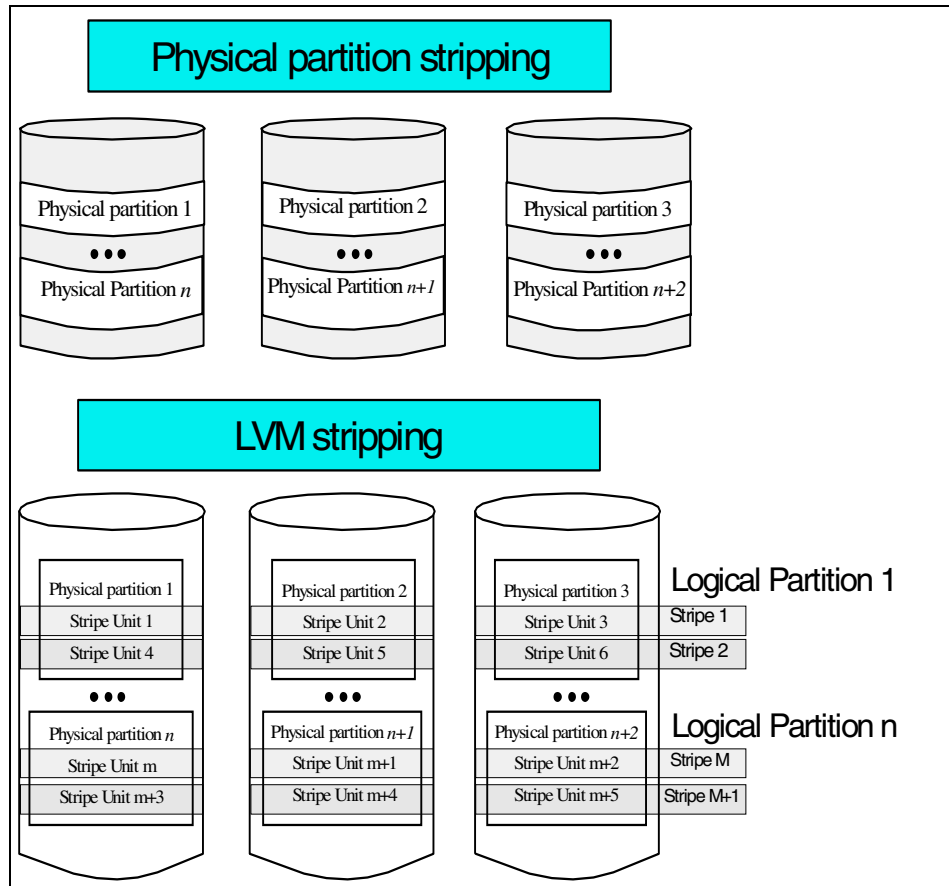 Physical partition stripping
Physical partition 1
Physical partition 2
Physical partition 3
Physical Partition n
Physical Partition n+1
Physical Partition n+2
LVM stripping
Physical partition 1
Physical partition 2
Physical partition 3
Logical Partition 1
Stripe Unit 1
Stripe Unit 2
Stripe Unit 3
Stripe 1
Stripe Unit 4
Stripe Unit 5
Stripe Unit 6
Stripe 2
Physical partition n
Physical partition n+1
Physical partition n+2
Logical Partition n
Stripe Unit m
Stripe Unit m+1
Stripe Unit m+2
Stripe M
Stripe Unit m+3
Stripe Unit m+4
Stripe Unit m+5
Stripe M+1